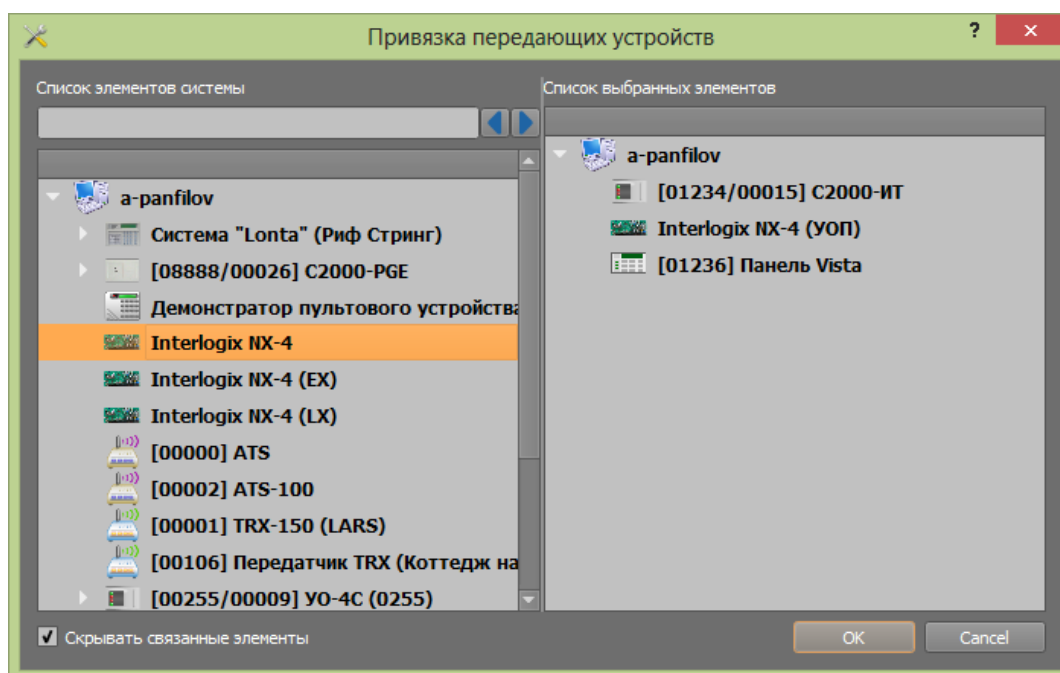 Привязка передающих устройств
?
Список элементов системы
a-panfilov
Система "Lonta" (Риф Стринг)
[08888/00026] С2000-PGE
Демонстратор пультового устройства
Interlogix NX-4
Interlogix NX-4 (EX)
Interlogix NX-4 (LX)
[00000] ATS
[00002] ATS-100
[00001] TRX-150 (LARS)
[00106] Передатчик TRX (Коттедж на
[00255/00009] УО-4С (0255)
Скрывать связанные элементы
Список выбранных элементов
a-panfilov
[01234/00015] С2000-ИТ
Interlogix NX-4 (УОП)
[01236] Панель Vista
OK
Cancel